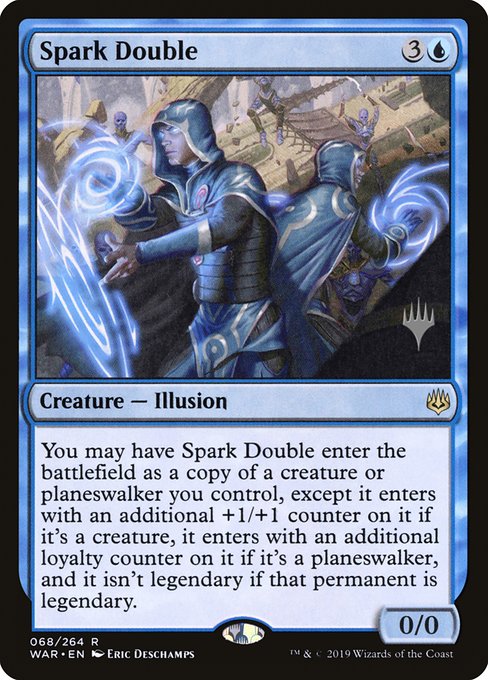 Spark Double 3
Creature — Illusion
You may have Spark Double enter the
battlefield as a copy of a creature or
planeswalker you control, except it enters
with an additional +1/+1 counter on it if
it's a creature, it enters with an additional
loyalty counter on it if it's a planeswalker,
and it isn't legendary if that permanent is
legendary.
0/0
068/264 R
WAR • EN Eric Deschamps
™ & © 2019 Wizards of the Coast